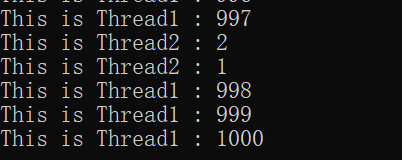 This is Thread1 : 997
This is Thread2 : 2
This is Thread2 : 1
This is Thread1 : 998
This is Thread1 : 999
This is Thread1 : 1000